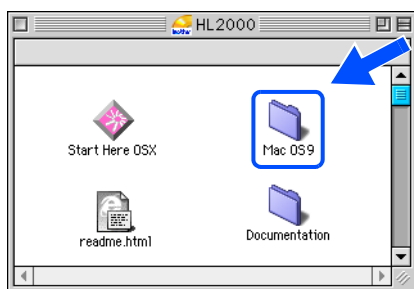 HL2000
Start Here OSX
Mac OS9
readme.html
Documentation